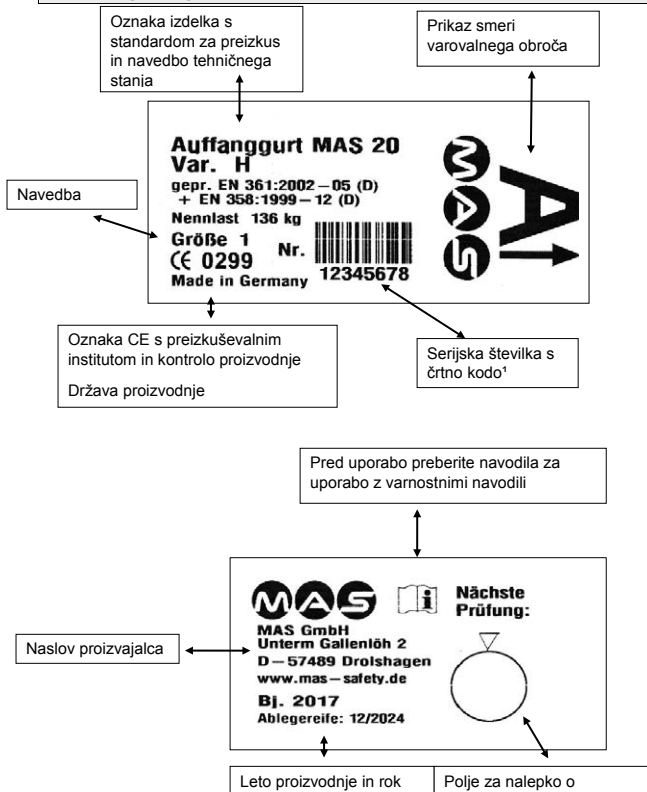 Oznaka izdelka s
standardom za preizkus
in navedbo tehničnega
stanja
Prikaz smeri
varovalnega obroča
Auffanggurt MAS 20
Var. H
gepr. EN 361:2002–05 (D)
+ EN 358:1999–12 (D)
Nennlast 136 kg
Größe 1
CE 0299
Nr.
12345678
Made in Germany
MAS
A
Navedba
Oznaka CE s preizkuševalnim
institutom in kontrolo proizvodnje
Država proizvodnje
Serijska številka s
črtno kodo¹
Pred uporabo preberite navodila za
uporabo z varnostnimi navodili
MAS
i
Nächste
Prüfung:
MAS GmbH
Unterm Gallenlöh 2
D–57489 Drolshagen
www.mas–safety.de
Bj. 2017
Ablegereife: 12/2024
Naslov proizvajalca
Leto proizvodnje in rok
Polje za nalepko o